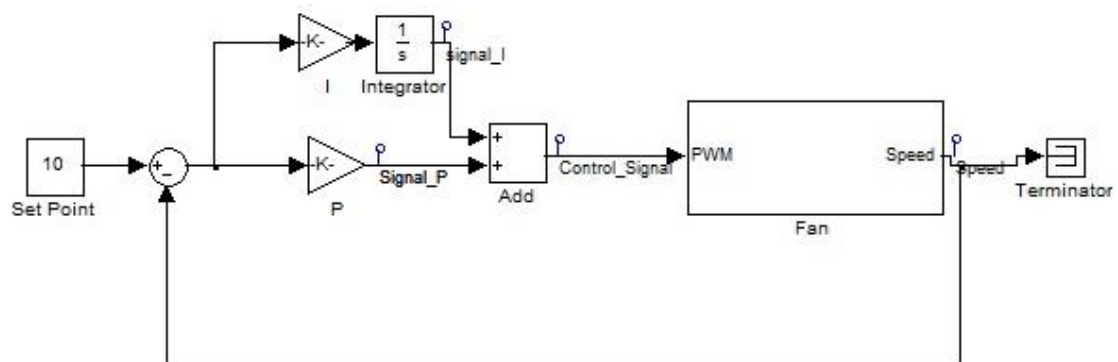 -K-
1
s
signal_I
I
Integrator
10
+
−
-K-
+
+
PWM
Speed
Signal_P
Control_Signal
Speed
Set Point
P
Add
Fan
Terminator